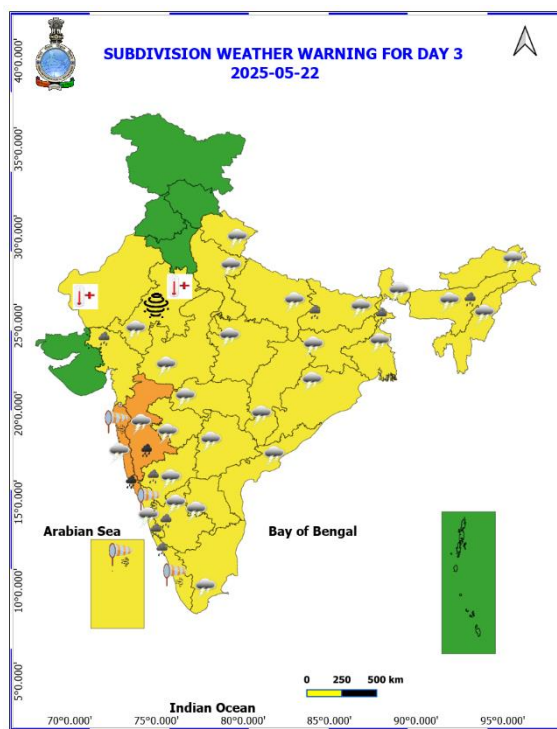 SUBDIVISION WEATHER WARNING FOR DAY 3
2025-05-22
40°0.000'
35°0.000'
30°0.000'
25°0.000'
20°0.000'
15°0.000'
10°0.000'
5°0.000'
Arabian Sea
Bay of Bengal
0 250 500 km
Indian Ocean
70°0.000' 75°0.000' 80°0.000' 85°0.000' 90°0.000' 95°0.000'